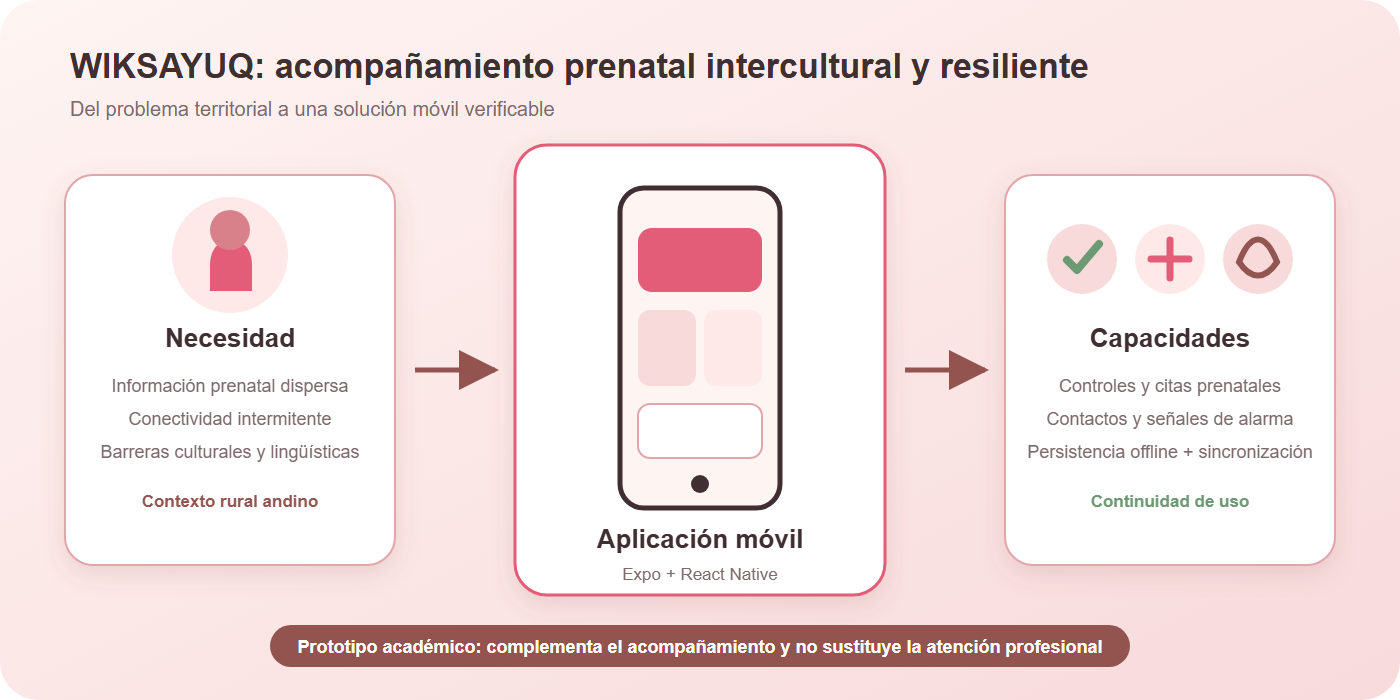 WIKSAYUQ: acompañamiento prenatal intercultural y resiliente
Del problema territorial a una solución móvil verificable
Necesidad
Información prenatal dispersa
Conectividad intermitente
Barreras culturales y lingüísticas
Contexto rural andino
Aplicación móvil
Expo + React Native
Capacidades
Controles y citas prenatales
Contactos y señales de alarma
Persistencia offline + sincronización
Continuidad de uso
Prototipo académico: complementa el acompañamiento y no sustituye la atención profesional